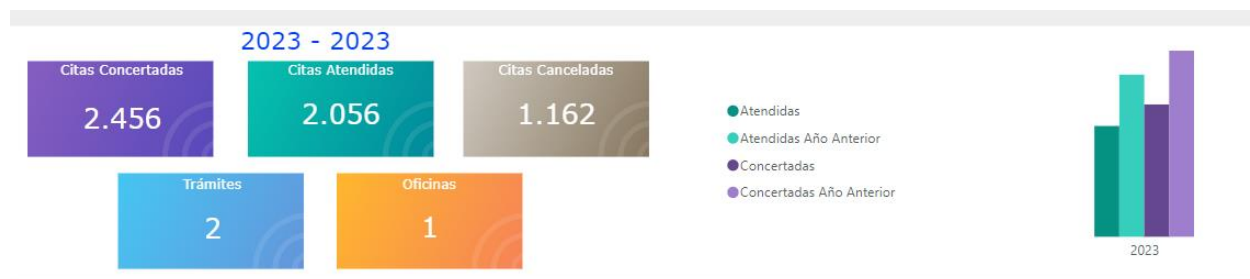 2023 - 2023
Citas Concertadas
2.456
Citas Atendidas
2.056
Citas Canceladas
1.162
Trámites
2
Oficinas
1
Atendidas
Atendidas Año Anterior
Concertadas
Concertadas Año Anterior
2023